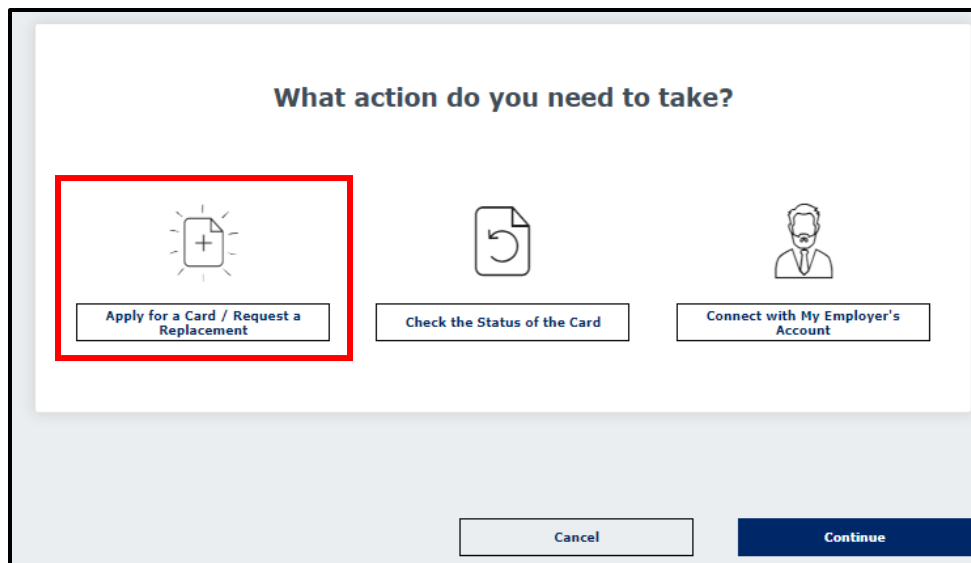 What action do you need to take?
Apply for a Card / Request a
Replacement
Check the Status of the Card
Connect with My Employer's
Account
Cancel
Continue